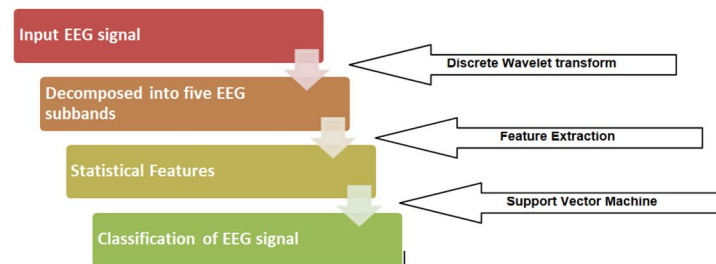 Input EEG signal
Discrete Wavelet transform
Decomposed into five EEG
subbands
Feature Extraction
Statistical Features
Support Vector Machine
Classification of EEG signal